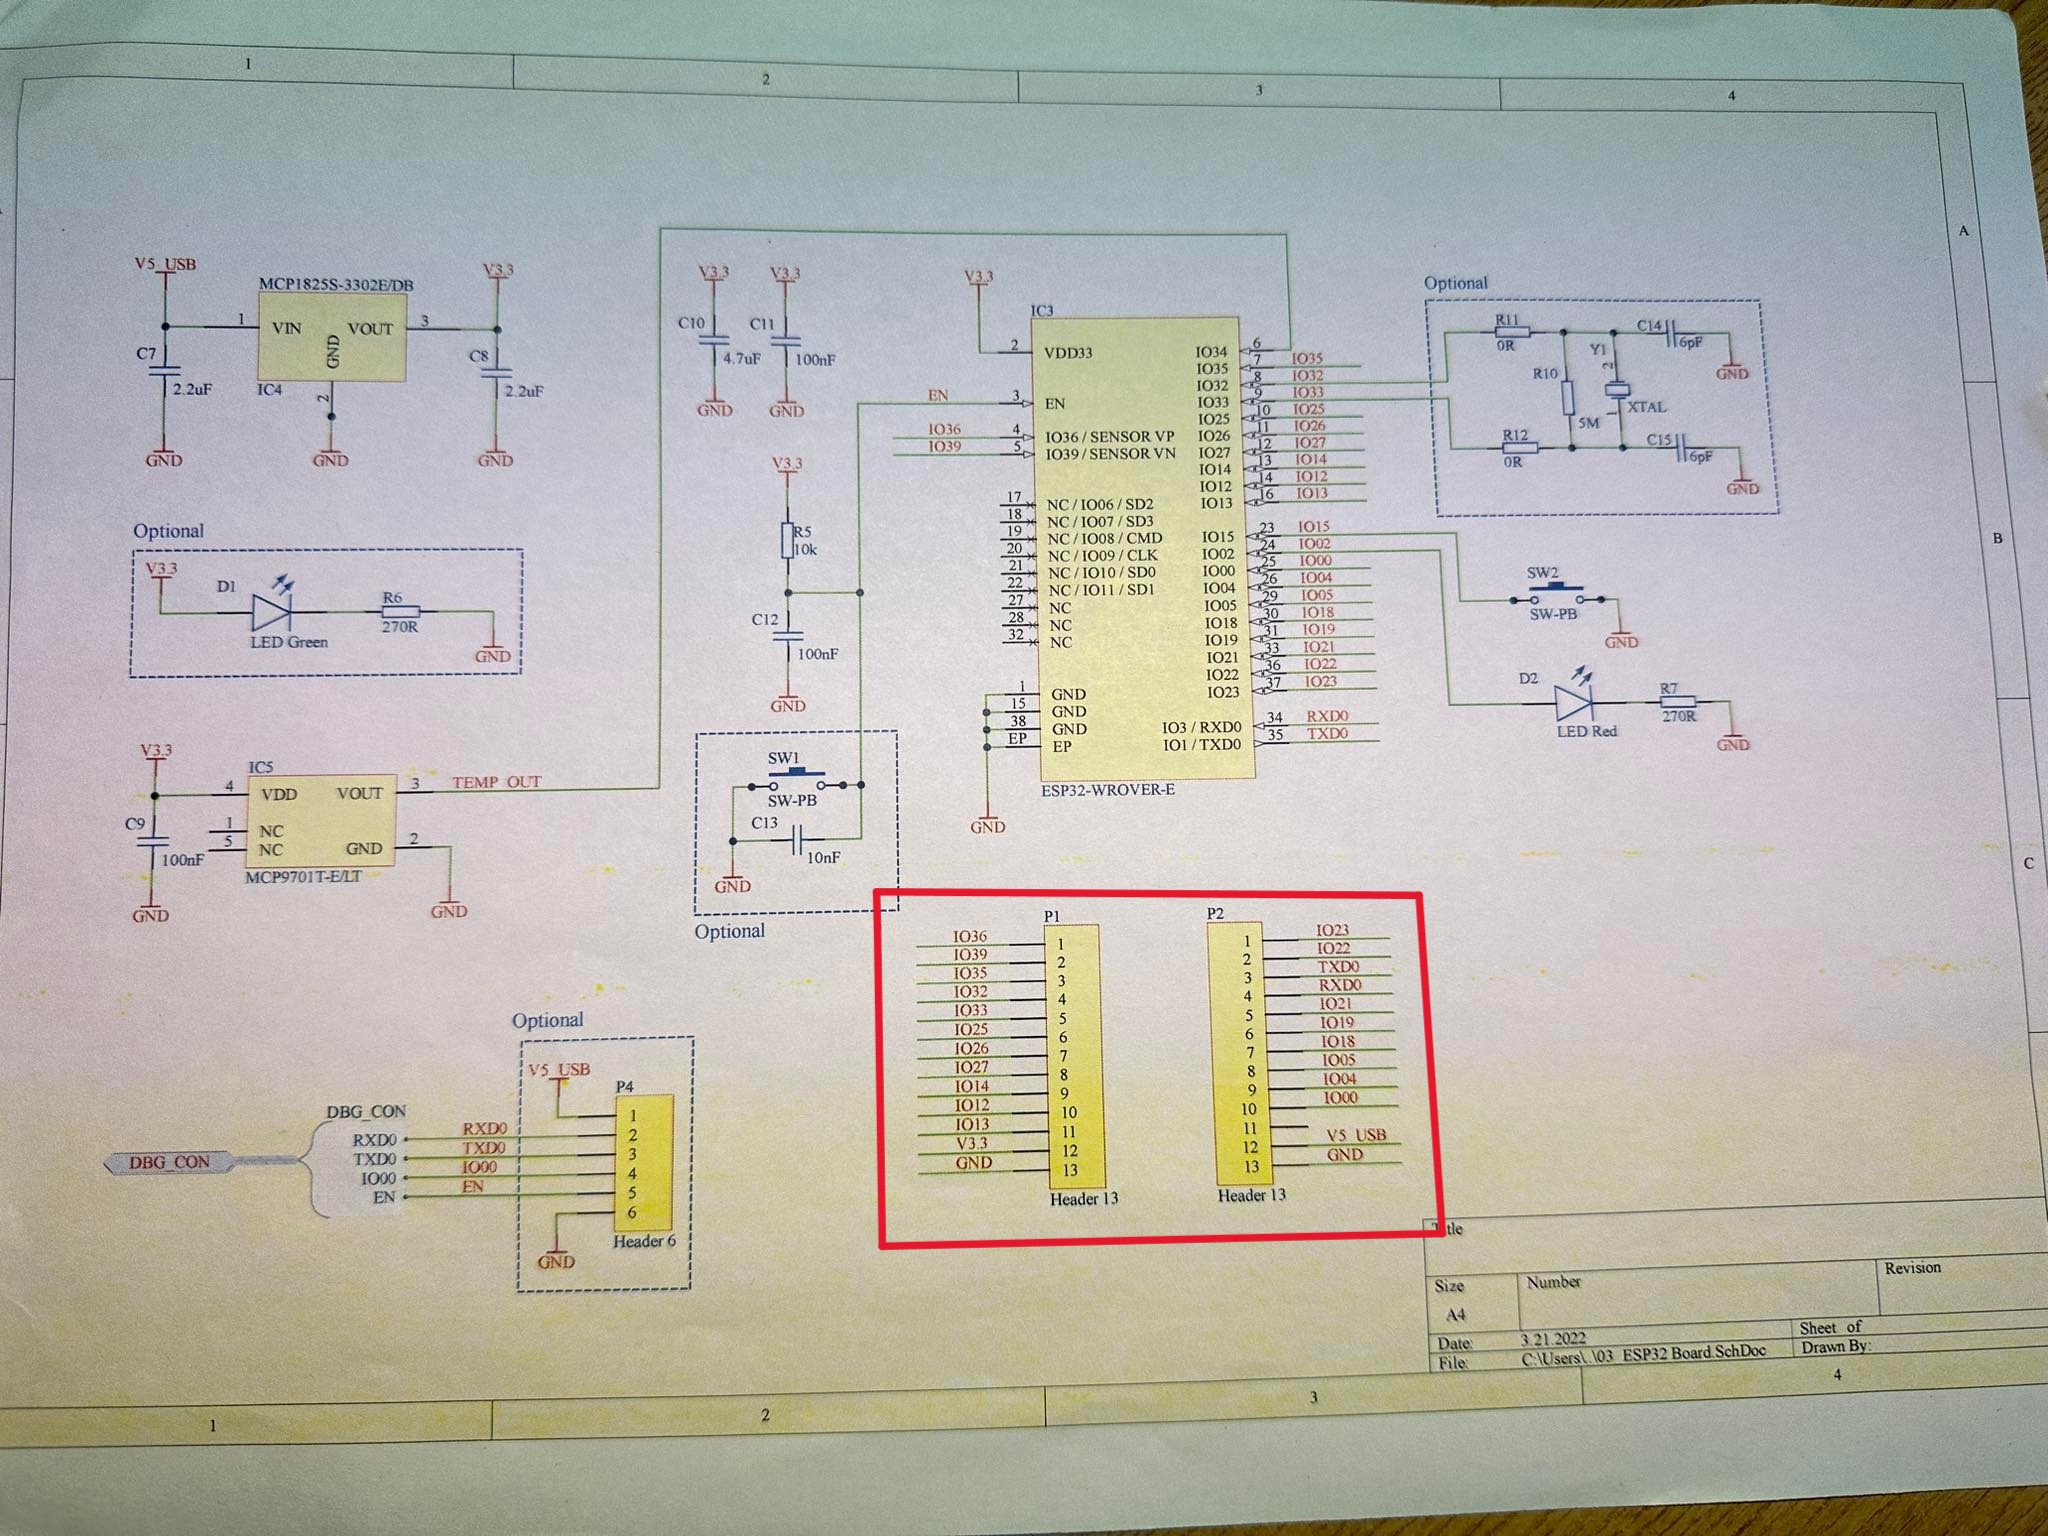 1
2
3
4
A
B
C
V5_USB
MCP1825S-3302E/DB
V3.3
1
VIN
VOUT
3
GND
2
C7
2.2uF
IC4
C8
2.2uF
GND
GND
GND
V3.3
V3.3
C10
4.7uF
C11
100nF
GND
GND
V3.3
R5
10k
C12
100nF
GND
Optional
V3.3
D1
LED Green
R6
270R
GND
V3.3
IC5
4
VDD
VOUT
3
TEMP_OUT
C9
100nF
1
NC
5
NC
GND
2
MCP9701T-E/LT
GND
GND
SW1
SW-PB
C13
10nF
GND
Optional
V3.3
IC3
2
VDD33
EN
3
EN
IO36
4
IO36 / SENSOR VP
IO39
5
IO39 / SENSOR VN
17
NC / IO06 / SD2
18
NC / IO07 / SD3
19
NC / IO08 / CMD
20
NC / IO09 / CLK
21
NC / IO10 / SD0
22
NC / IO11 / SD1
27
NC
28
NC
32
NC
1
GND
15
GND
38
GND
EP
EP
GND
IO34
6
IO35
7
IO35
IO32
8
IO32
IO33
9
IO33
IO25
10
IO25
IO26
11
IO26
IO27
12
IO27
IO14
13
IO14
IO12
14
IO12
IO13
16
IO13
IO15
23
IO15
IO02
24
IO02
IO00
25
IO00
IO04
26
IO04
IO05
29
IO05
IO18
30
IO18
IO19
31
IO19
IO21
33
IO21
IO22
36
IO22
IO23
37
IO23
IO3 / RXD0
34
RXD0
IO1 / TXD0
35
TXD0
ESP32-WROVER-E
Optional
R11
0R
C14
6pF
GND
Y1
2
R10
5M
1
XTAL
R12
0R
C15
6pF
GND
SW2
SW-PB
GND
D2
LED Red
R7
270R
GND
P1
IO36 1
IO39 2
IO35 3
IO32 4
IO33 5
IO25 6
IO26 7
IO27 8
IO14 9
IO12 10
IO13 11
V3.3 12
GND 13
Header 13
P2
1 IO23
2 IO22
3 TXD0
4 RXD0
5 IO21
6 IO19
7 IO18
8 IO05
9 IO04
10 IO00
11
12 V5_USB
13 GND
Header 13
Optional
V5_USB
P4
1
DBG_CON
RXD0 RXD0 2
TXD0 TXD0 3
IO00 IO00 4
EN EN 5
6
DBG_CON
GND
Header 6
Title
Size
A4
Number
Revision
Date: 3.21.2022
Sheet of
File: C:\Users\..\03_ESP32 Board.SchDoc
Drawn By:
1
2
3
4